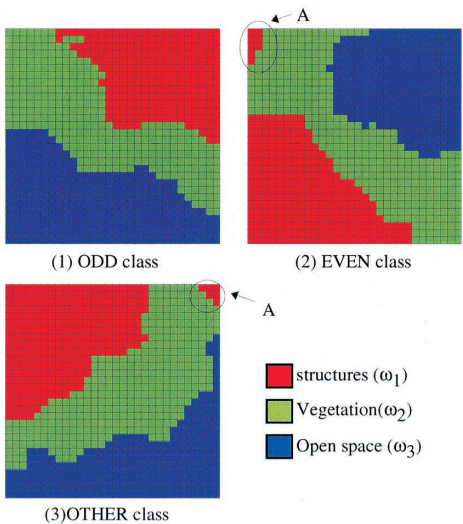 A
(1) ODD class
(2) EVEN class
A
structures (ω1)
Vegetation(ω2)
Open space (ω3)
(3)OTHER class